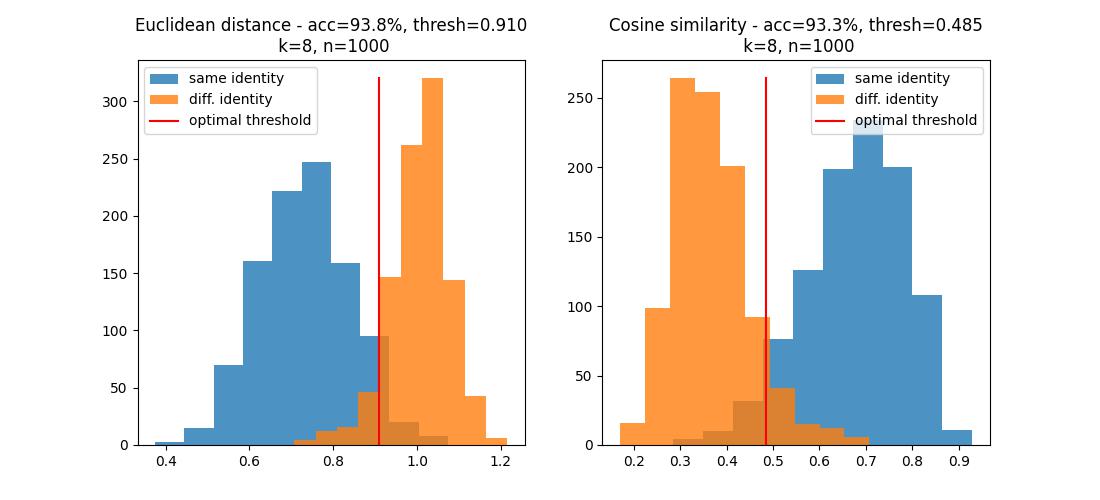 Euclidean distance - acc=93.8%, thresh=0.910
k=8, n=1000
same identity
diff. identity
optimal threshold
300
250
200
150
100
50
0
0.4 0.6 0.8 1.0 1.2
Cosine similarity - acc=93.3%, thresh=0.485
k=8, n=1000
same identity
diff. identity
optimal threshold
250
200
150
100
50
0
0.2 0.3 0.4 0.5 0.6 0.7 0.8 0.9